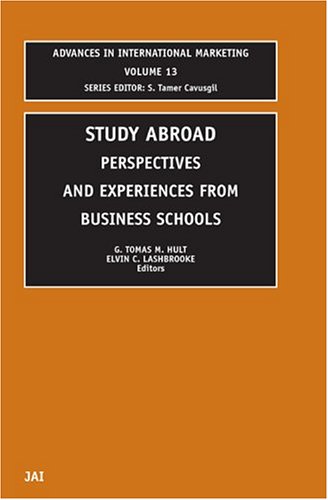 ADVANCES IN INTERNATIONAL MARKETING
VOLUME 13
SERIES EDITOR: S. Tamer Cavusgil
STUDY ABROAD
PERSPECTIVES
AND EXPERIENCES FROM
BUSINESS SCHOOLS
G. TOMAS M. HULT
ELVIN C. LASHBROOKE
Editors
JAI